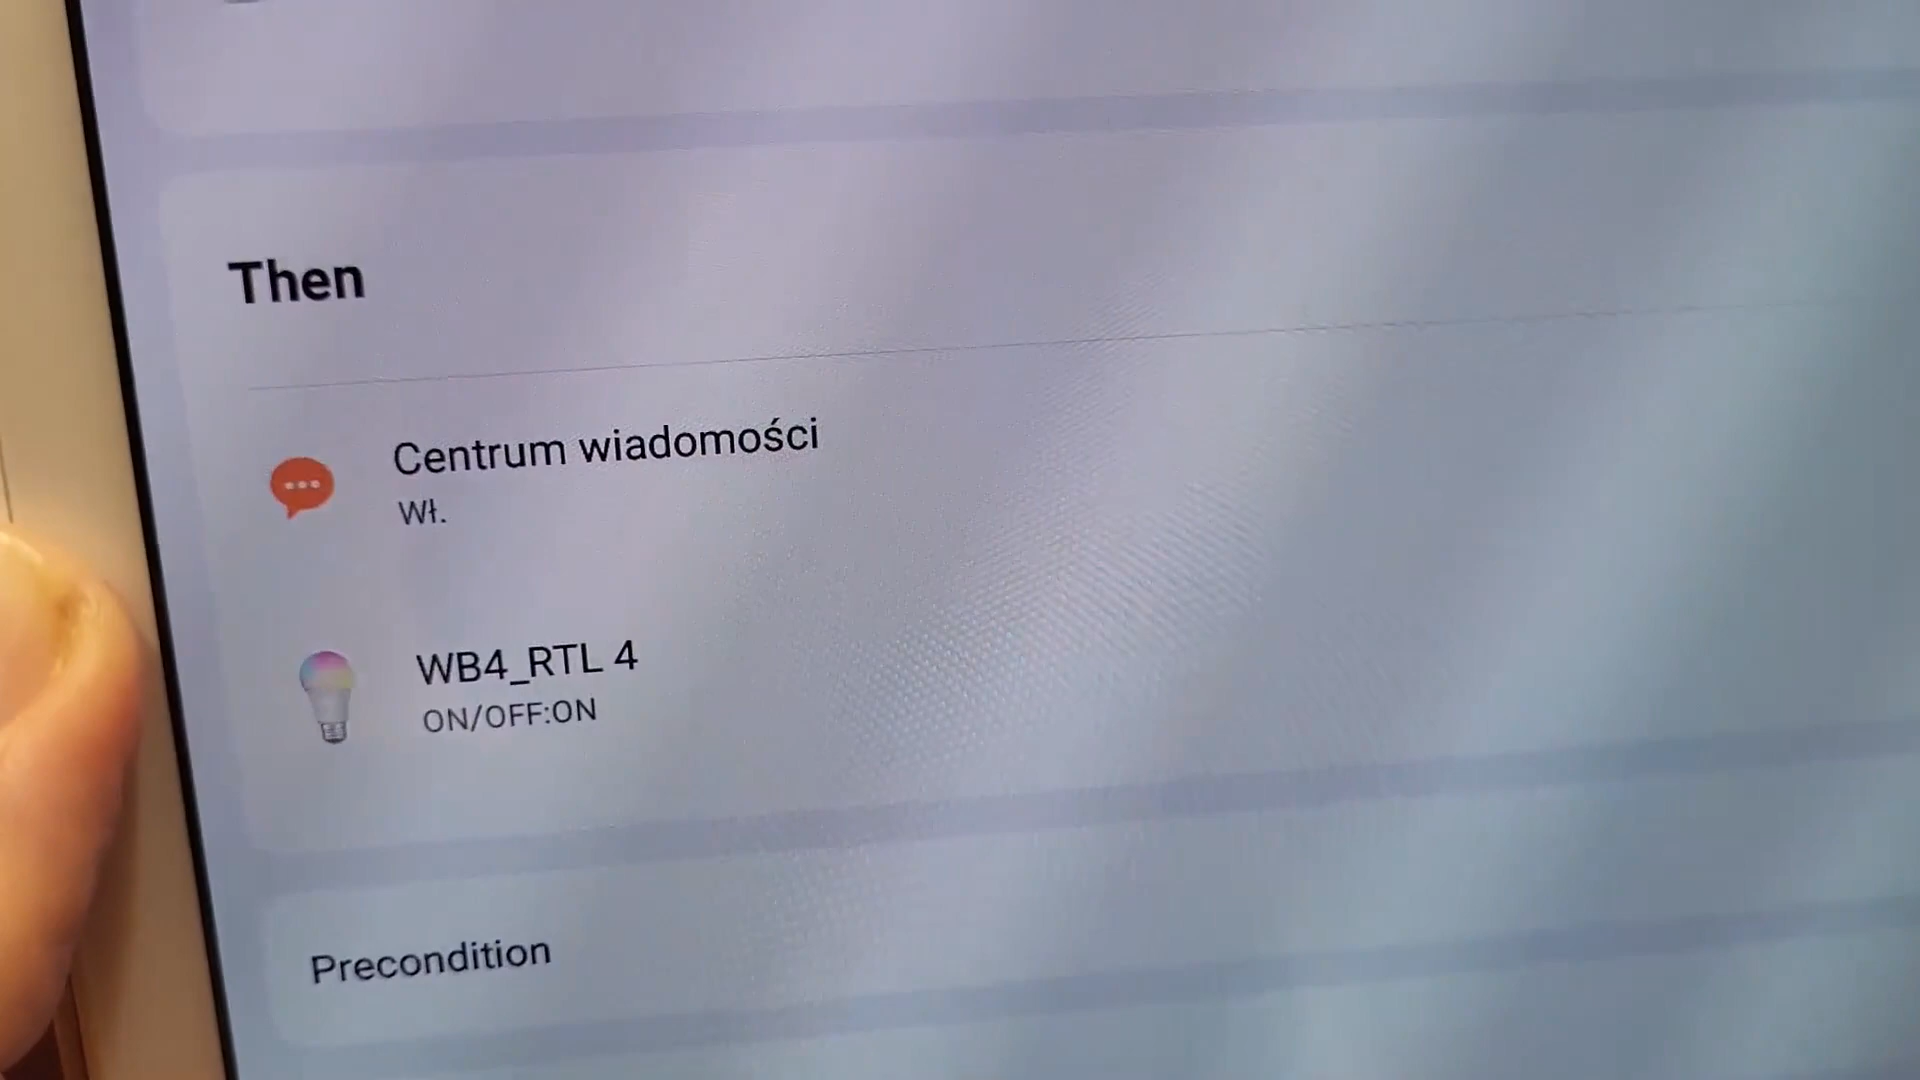 Then
Centrum wiadomości
Wł.
WB4_RTL 4
ON/OFF:ON
Precondition